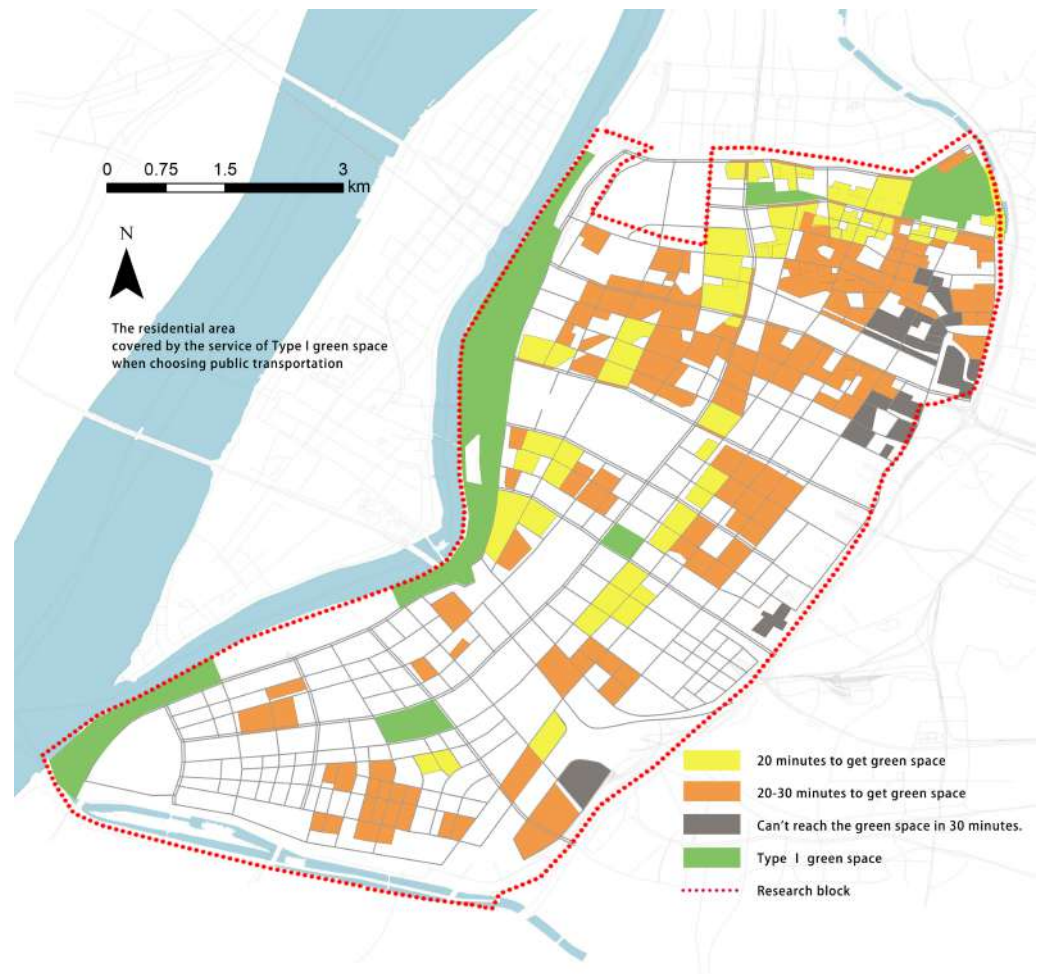 0 0.75 1.5 3
km
N
The residential area
covered by the service of Type I green space
when choosing public transportation
20 minutes to get green space
20-30 minutes to get green space
Can't reach the green space in 30 minutes.
Type I green space
Research block